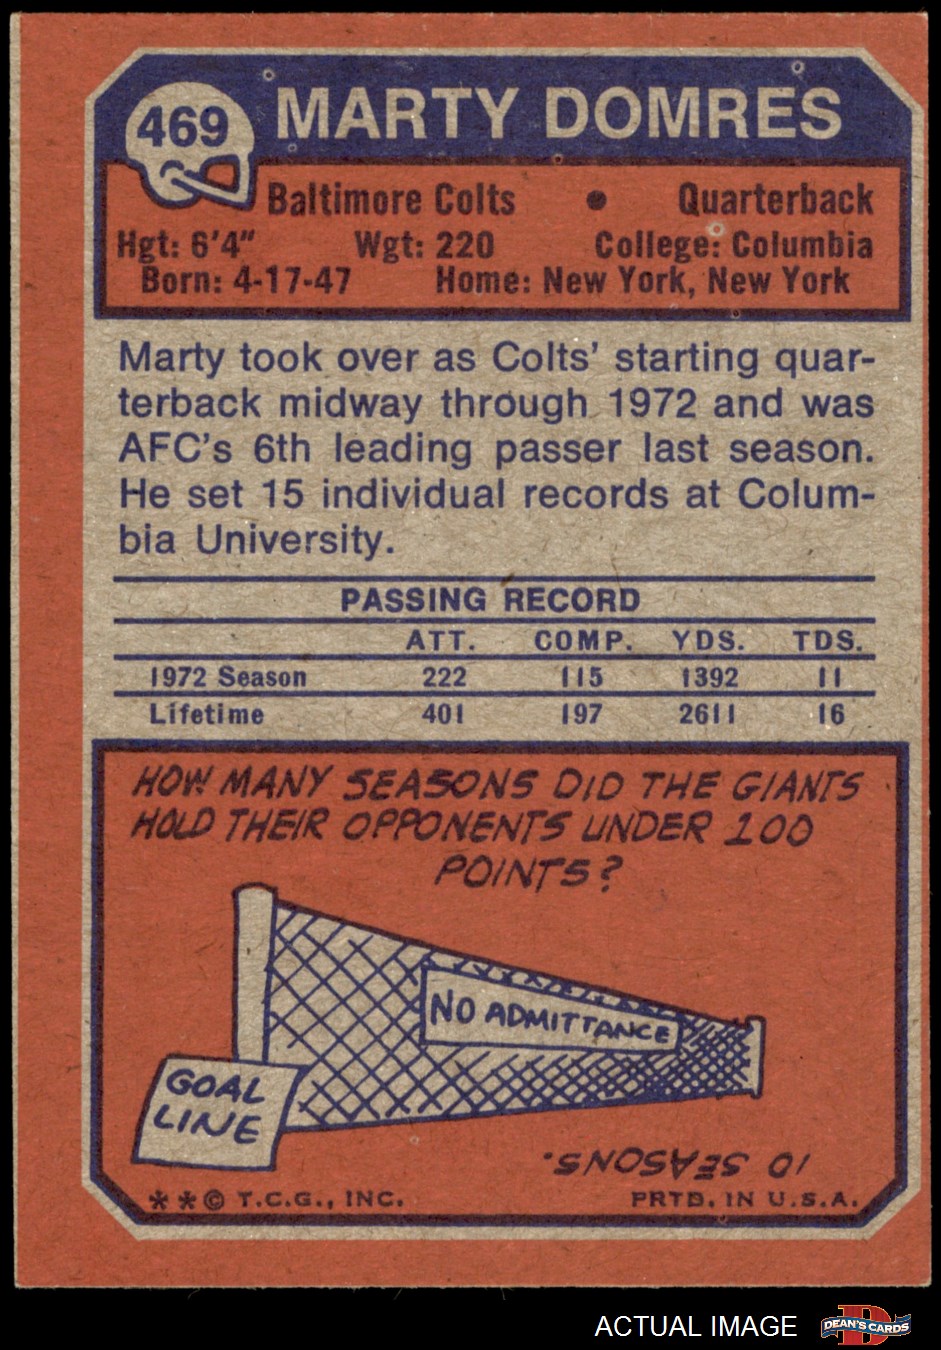 469
MARTY DOMRES
Baltimore Colts • Quarterback
Hgt: 6'4" Wgt: 220 College: Columbia
Born: 4-17-47 Home: New York, New York
Marty took over as Colts' starting quar-
terback midway through 1972 and was
AFC's 6th leading passer last season.
He set 15 individual records at Colum-
bia University.
PASSING RECORD
ATT. COMP. YDS. TDS.
1972 Season 222 115 1392 11
Lifetime 401 197 2611 16
HOW MANY SEASONS DID THE GIANTS
HOLD THEIR OPPONENTS UNDER 100
POINTS?
NO ADMITTANCE
GOAL
LINE
10 SEASONS.
**© T.C.G., INC. PRTD. IN U.S.A.
ACTUAL IMAGE
DEAN'S CARDS